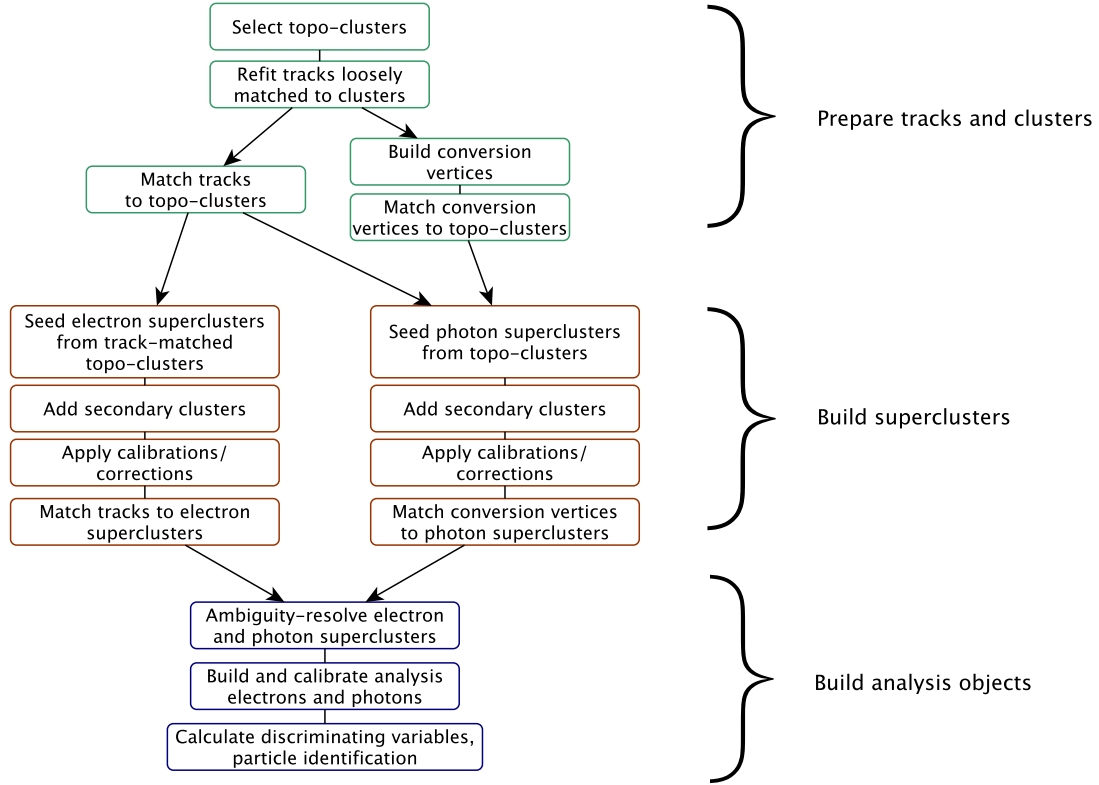 Select topo-clusters
Refit tracks loosely
matched to clusters
Prepare tracks and clusters
Build conversion
vertices
Match tracks
to topo-clusters
Match conversion
vertices to topo-clusters
Seed electron superclusters
from track-matched
topo-clusters
Seed photon superclusters
from topo-clusters
Add secondary clusters
Add secondary clusters
Build superclusters
Apply calibrations/
corrections
Apply calibrations/
corrections
Match tracks to electron
superclusters
Match conversion vertices
to photon superclusters
Ambiguity-resolve electron
and photon superclusters
Build and calibrate analysis
electrons and photons
Build analysis objects
Calculate discriminating variables,
particle identification